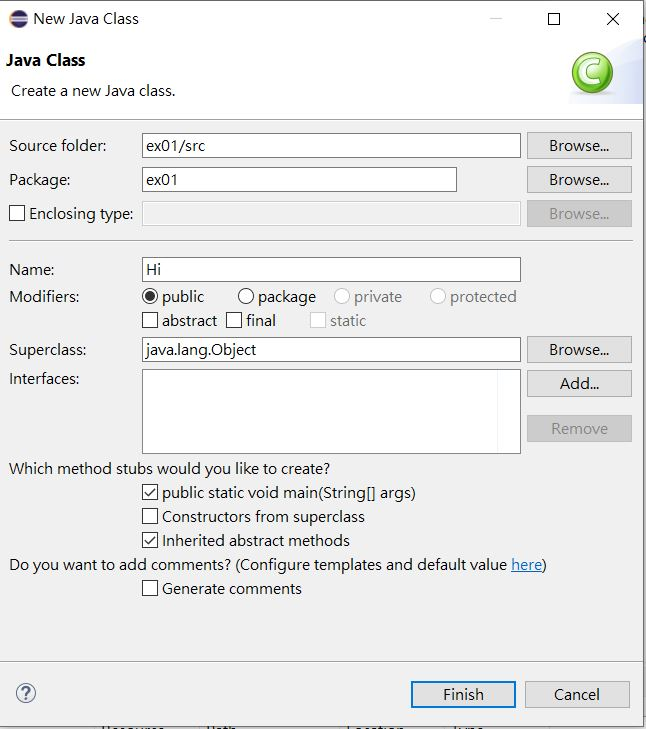 New Java Class
Java Class
Create a new Java class.
C
Source folder: ex01/src Browse...
Package: ex01 Browse...
Enclosing type: Browse...
Name: Hi
Modifiers: public package private protected
abstract final static
Superclass: java.lang.Object Browse...
Interfaces: Add...
Remove
Which method stubs would you like to create?
public static void main(String[] args)
Constructors from superclass
Inherited abstract methods
Do you want to add comments? (Configure templates and default value here)
Generate comments
? Finish Cancel